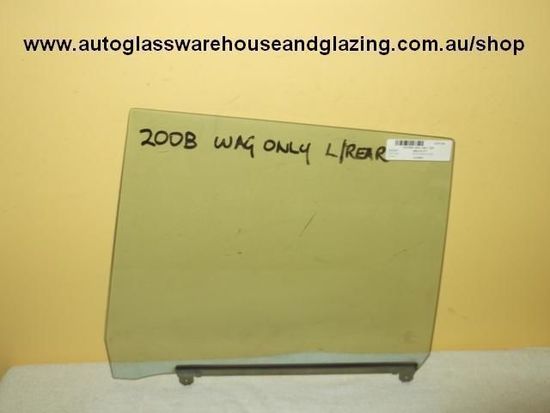 www.autoglasswarehouseandglazing.com.au/shop
200B WAG ONLY L/REAR